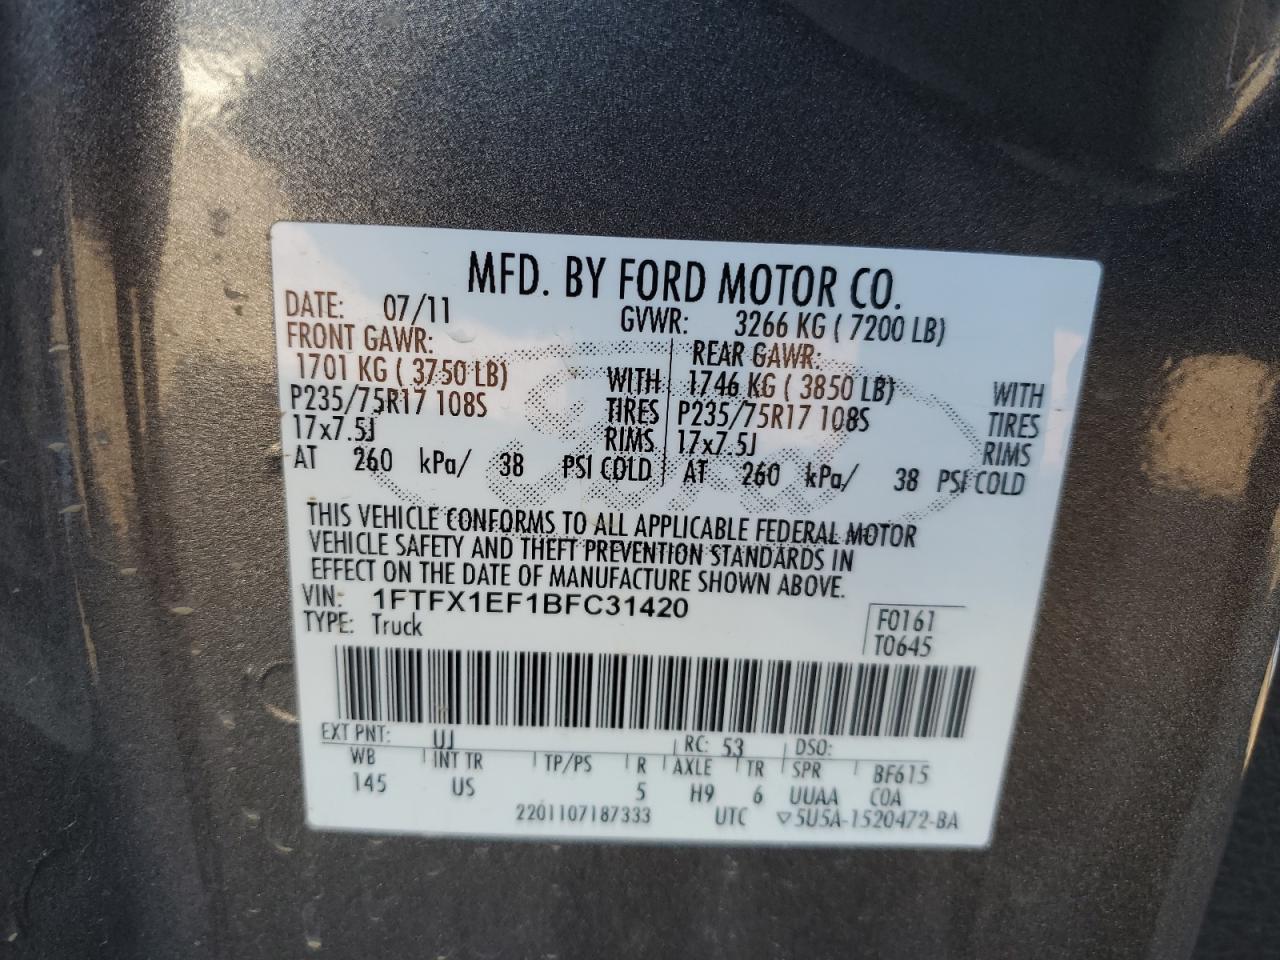 MFD. BY FORD MOTOR CO.
DATE: 07/11 GVWR: 3266 KG ( 7200 LB)
FRONT GAWR: REAR GAWR:
1701 KG ( 3750 LB) WITH 1746 KG ( 3850 LB) WITH
P235/75R17 108S TIRES P235/75R17 108S TIRES
17x7.5J RIMS 17x7.5J RIMS
AT 260 kPa/ 38 PSI COLD AT 260 kPa/ 38 PSI COLD
THIS VEHICLE CONFORMS TO ALL APPLICABLE FEDERAL MOTOR
VEHICLE SAFETY AND THEFT PREVENTION STANDARDS IN
EFFECT ON THE DATE OF MANUFACTURE SHOWN ABOVE.
VIN: 1FTFX1EF1BFC31420 F0161
TYPE: Truck T0645
EXT PNT: UJ RC: 53 DSO:
WB INT TR TP/PS R AXLE TR SPR BF615
145 US 5 H9 6 UUAA COA
2201107187333 UTC ▽5U5A-1520472-BA